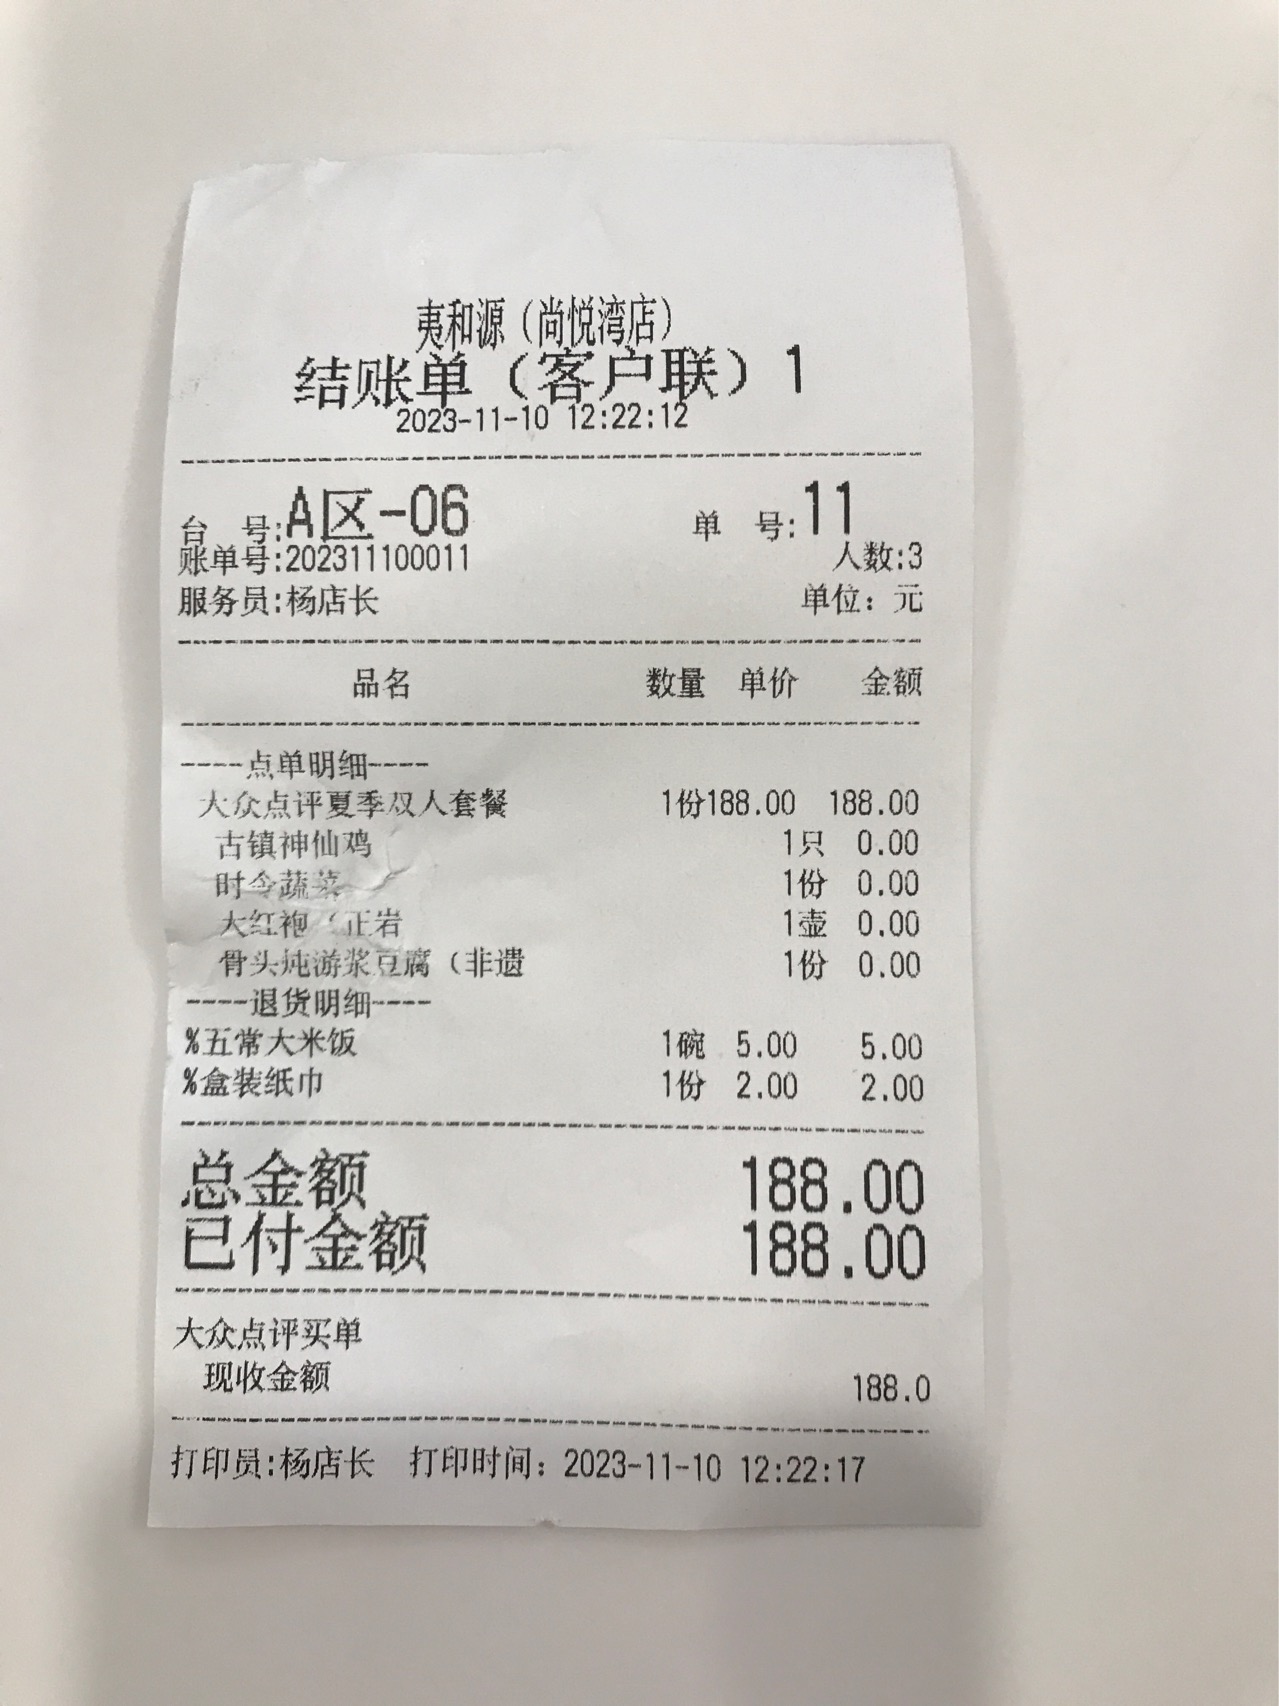 夷和源（尚悦湾店）
结账单（客户联）1
2023-11-10 12:22:12
台 号:A区-06 单 号:11
账单号:202311100011 人数:3
服务员:杨店长 单位：元
品名 数量 单价 金额
----点单明细----
大众点评夏季双人套餐 1份188.00 188.00
古镇神仙鸡 1只 0.00
时令蔬菜 1份 0.00
大红袍（正岩 1壶 0.00
骨头炖游浆豆腐（非遗 1份 0.00
----退货明细----
%五常大米饭 1碗 5.00 5.00
%盒装纸巾 1份 2.00 2.00
总金额 188.00
已付金额 188.00
大众点评买单
现收金额 188.0
打印员:杨店长 打印时间：2023-11-10 12:22:17